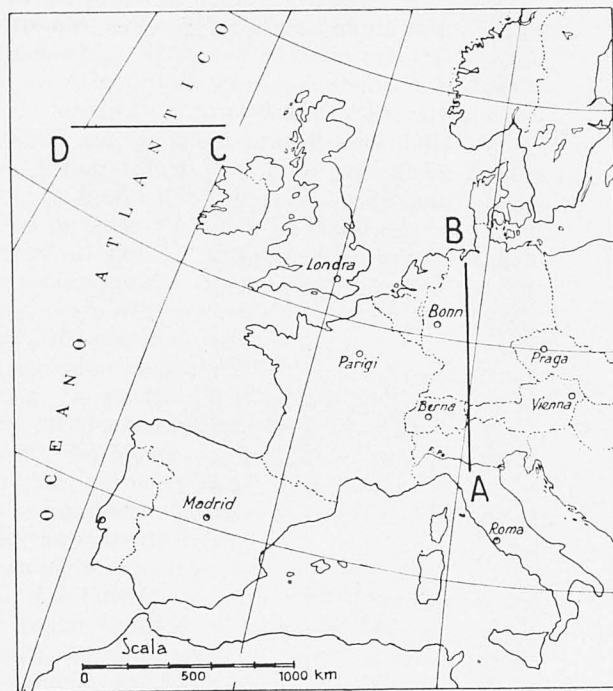 OCEANO ATLANTICO
D
C
B
Londra
Bonn
Parigi
Praga
Berna
Vienna
A
Madrid
Roma
Scala
0 500 1000 km